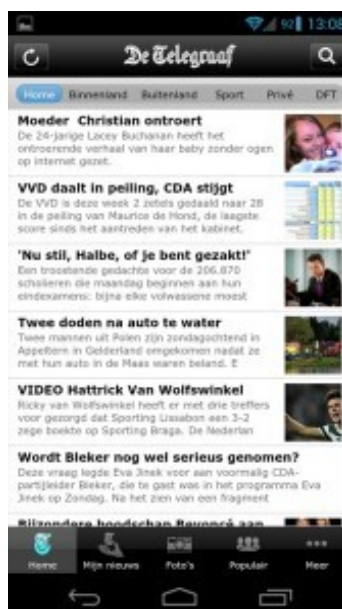 92 13:08
De Telegraaf
Home Binnenland Buitenland Sport Privé DFT
Moeder Christian ontroert
De 24-jarige Lacey Buchanan heeft het
ontroerende verhaal van haar baby zonder ogen
op internet gezet.
VVD daalt in peiling, CDA stijgt
De VVD is deze week 2 zetels gedaald naar 28
in de peiling van Maurice de Hond, de laagste
score sinds het aantreden van het kabinet.
'Nu stil, Halbe, of je bent gezakt!'
Een troostende gedachte voor de 206.870
scholieren die maandag beginnen aan hun
eindexamens: bijna elke volwassene moest
Twee doden na auto te water
Twee mannen uit Polen zijn zondagochtend in
Appeltern in Gelderland omgekomen nadat ze
met hun auto in de Maas waren beland. E
VIDEO Hattrick Van Wolfswinkel
Ricky van Wolfswinkel heeft er met drie treffers
voor gezorgd dat Sporting Lissabon een 3-2
zege boekte op Sporting Braga. De Nederlan
Wordt Bleker nog wel serieus genomen?
Deze vraag legde Eva Jinek voor aan voormalig CDA-
partijleider Bleker, die te gast was in het programma Eva
Jinek op Zondag. Na het zien van een fragment
Bijzondere boodschap Beyoncé aan
Home Mijn nieuws Foto's Populair Meer